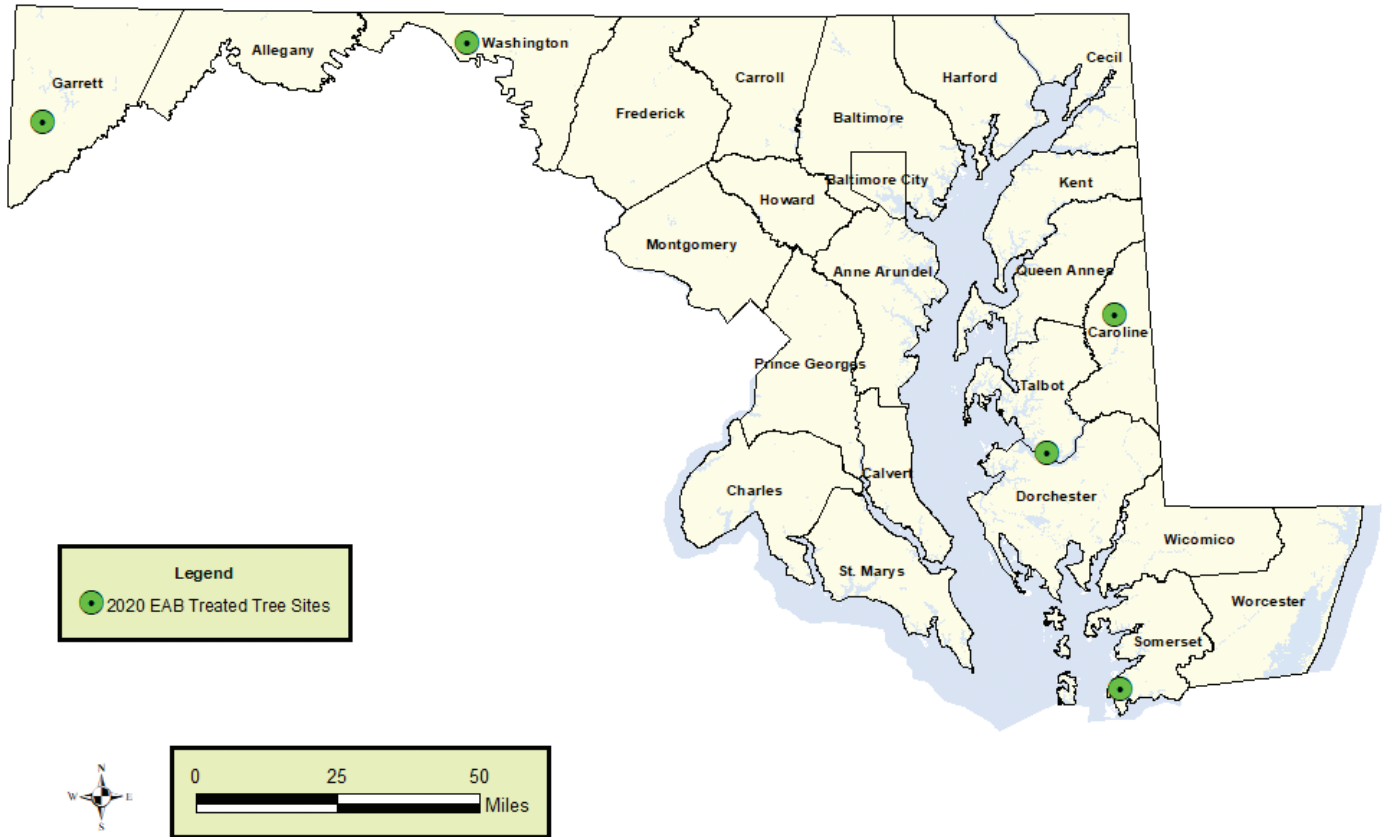 Garrett
Allegany
Washington
Frederick
Carroll
Baltimore
Harford
Cecil
Baltimore City
Howard
Montgomery
Kent
Anne Arundel
Queen Annes
Caroline
Prince Georges
Talbot
Calvert
Charles
Dorchester
St. Marys
Wicomico
Worcester
Somerset
Legend
2020 EAB Treated Tree Sites
N
W E
S
0 25 50
Miles